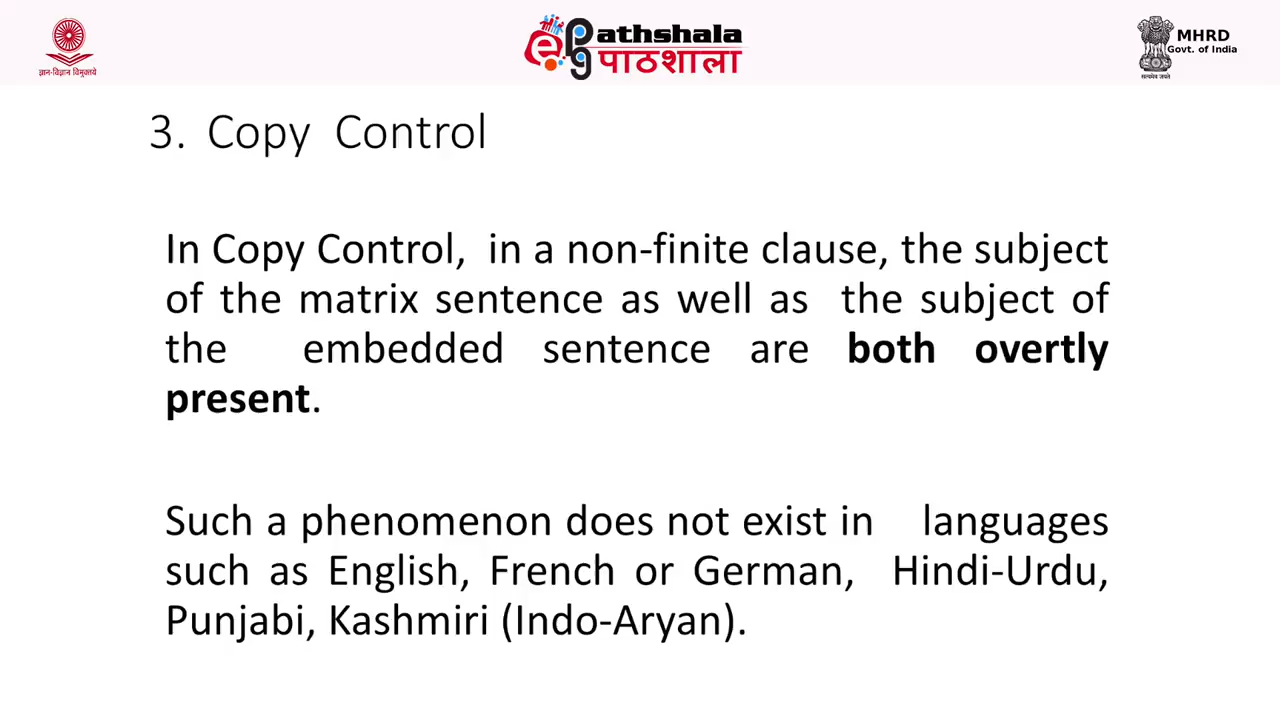 ज्ञान-विज्ञान विमुक्तये
ePathshala
पाठशाला
MHRD
Govt. of India
सत्यमेव जयते
3. Copy Control
In Copy Control, in a non-finite clause, the subject
of the matrix sentence as well as the subject of
the embedded sentence are both overtly
present.
Such a phenomenon does not exist in languages
such as English, French or German, Hindi-Urdu,
Punjabi, Kashmiri (Indo-Aryan).